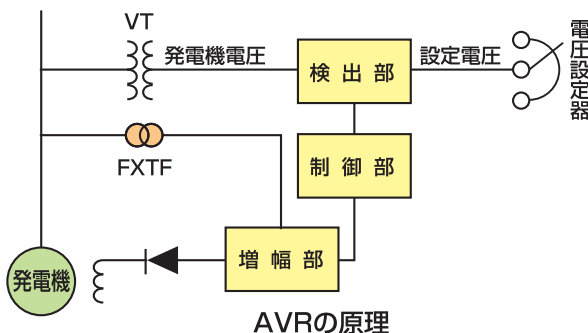 VT
発電機電圧
検出部
設定電圧
電圧設定器
FXTF
制御部
増幅部
発電機
AVRの原理